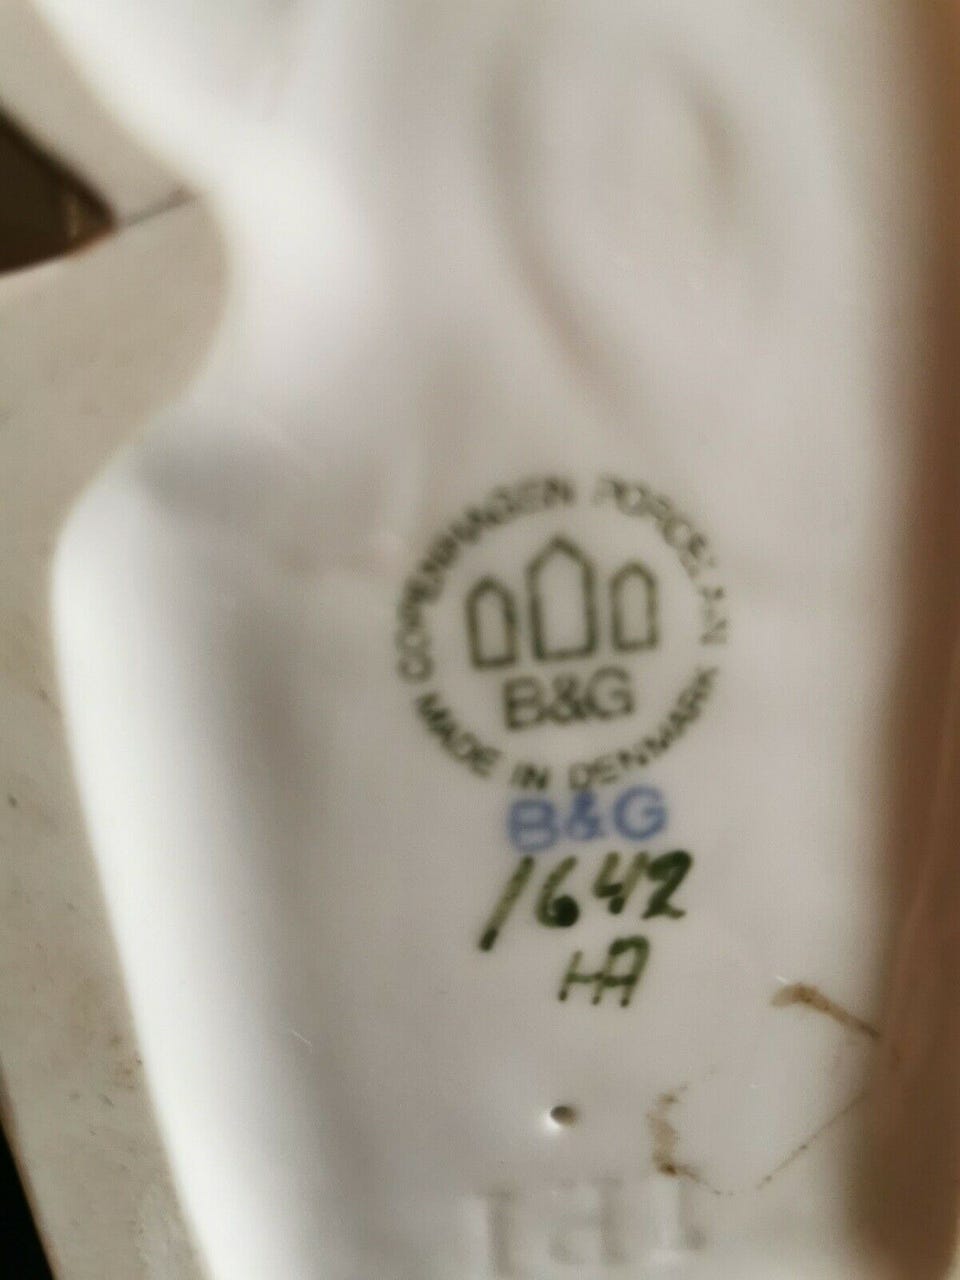 COPENHAGEN PORCELAIN
B&G
MADE IN DENMARK
B&G
1642
HA